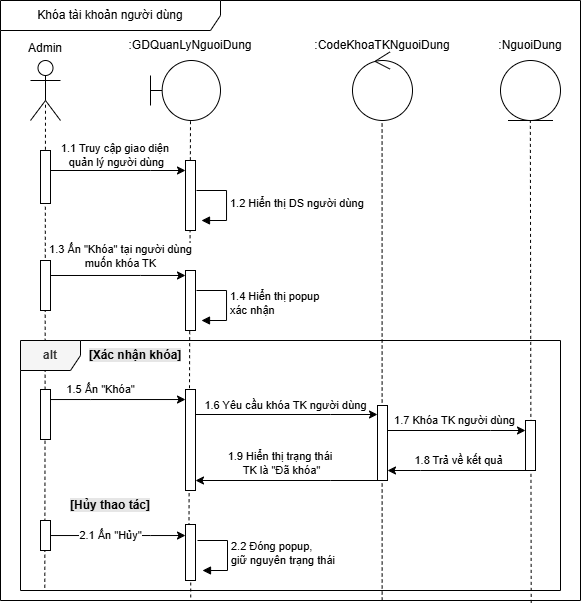 Khóa tài khoản người dùng
Admin
:GDQuanLyNguoiDung
:CodeKhoaTKNguoiDung
:NguoiDung
1.1 Truy cập giao diện
quản lý người dùng
1.2 Hiển thị DS người dùng
1.3 Ấn "Khóa" tại người dùng
muốn khóa TK
1.4 Hiển thị popup
xác nhận
alt
[Xác nhận khóa]
1.5 Ấn "Khóa"
1.6 Yêu cầu khóa TK người dùng
1.7 Khóa TK người dùng
1.8 Trả về kết quả
1.9 Hiển thị trạng thái
TK là "Đã khóa"
[Hủy thao tác]
2.1 Ấn "Hủy"
2.2 Đóng popup,
giữ nguyên trạng thái